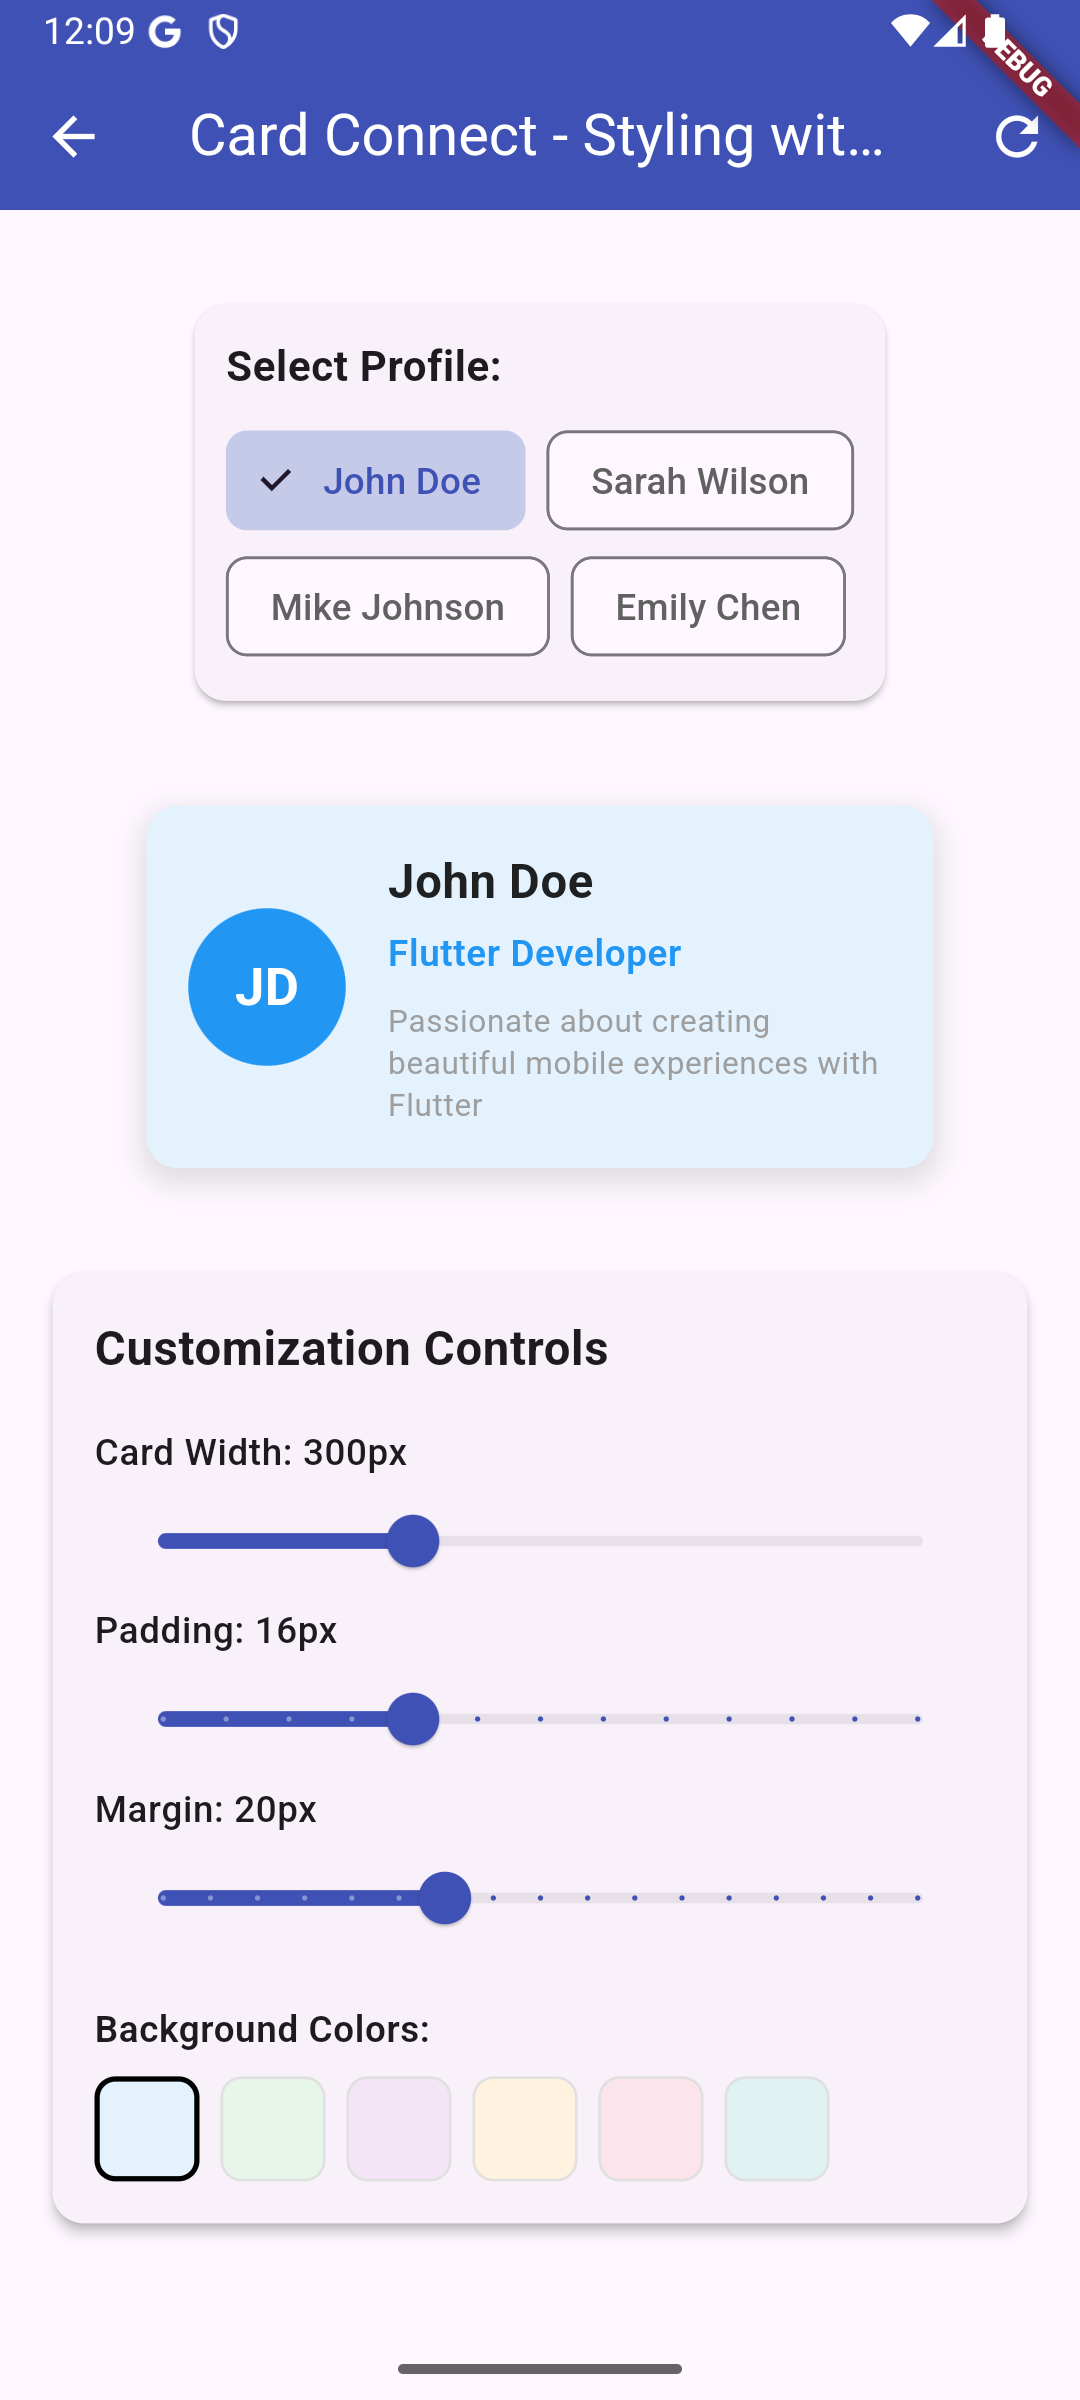 12:09
DEBUG
Card Connect - Styling wit...
Select Profile:
John Doe
Sarah Wilson
Mike Johnson
Emily Chen
JD
John Doe
Flutter Developer
Passionate about creating
beautiful mobile experiences with
Flutter
Customization Controls
Card Width: 300px
Padding: 16px
Margin: 20px
Background Colors: